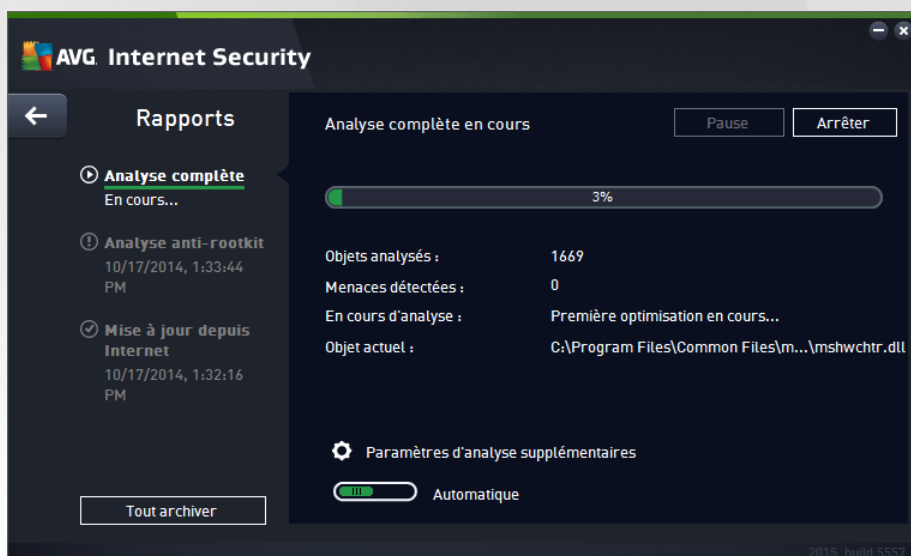 AVG. Internet Security
Rapports
Analyse complète
En cours...
Analyse anti-rootkit
10/17/2014, 1:33:44
PM
Mise à jour depuis
Internet
10/17/2014, 1:32:16
PM
Tout archiver
Analyse complète en cours
Pause
Arrêter
3%
Objets analysés : 1669
Menaces détectées : 0
En cours d'analyse : Première optimisation en cours...
Objet actuel : C:\Program Files\Common Files\m...\mshwchtr.dll
Paramètres d'analyse supplémentaires
Automatique
2015. build 5557